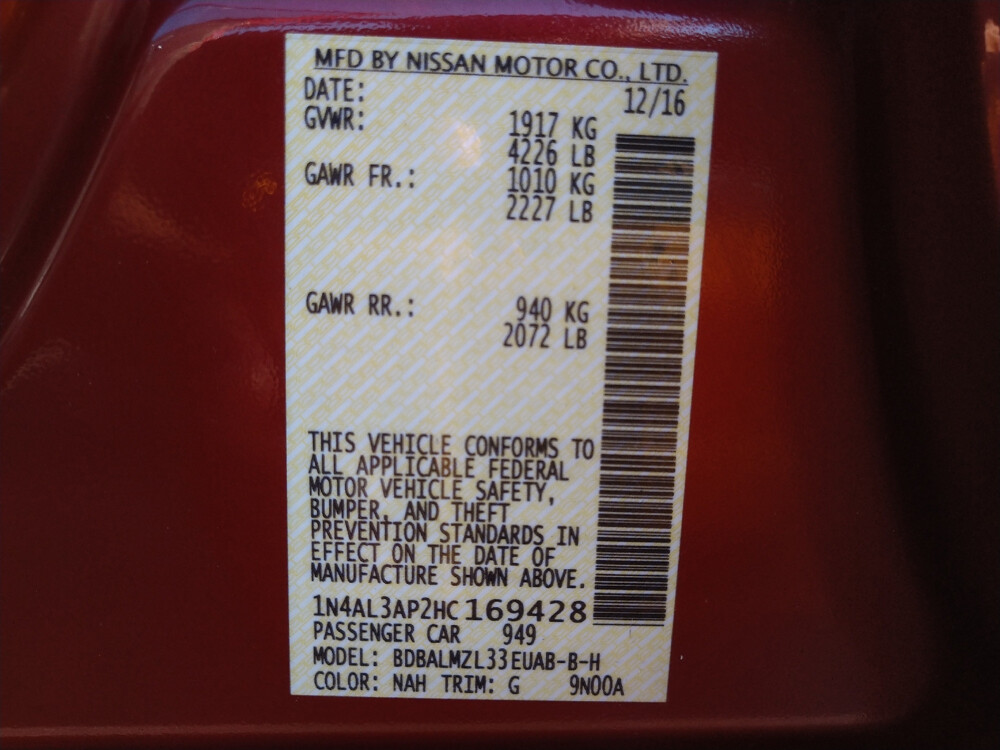 MFD BY NISSAN MOTOR CO., LTD.
DATE: 12/16
GVWR: 1917 KG
4226 LB
GAWR FR.: 1010 KG
2227 LB
GAWR RR.: 940 KG
2072 LB
THIS VEHICLE CONFORMS TO
ALL APPLICABLE FEDERAL
MOTOR VEHICLE SAFETY,
BUMPER, AND THEFT
PREVENTION STANDARDS IN
EFFECT ON THE DATE OF
MANUFACTURE SHOWN ABOVE.
1N4AL3AP2HC169428
PASSENGER CAR 949
MODEL: BDBALMZL33EUAB-B-H
COLOR: NAH TRIM: G 9N00A